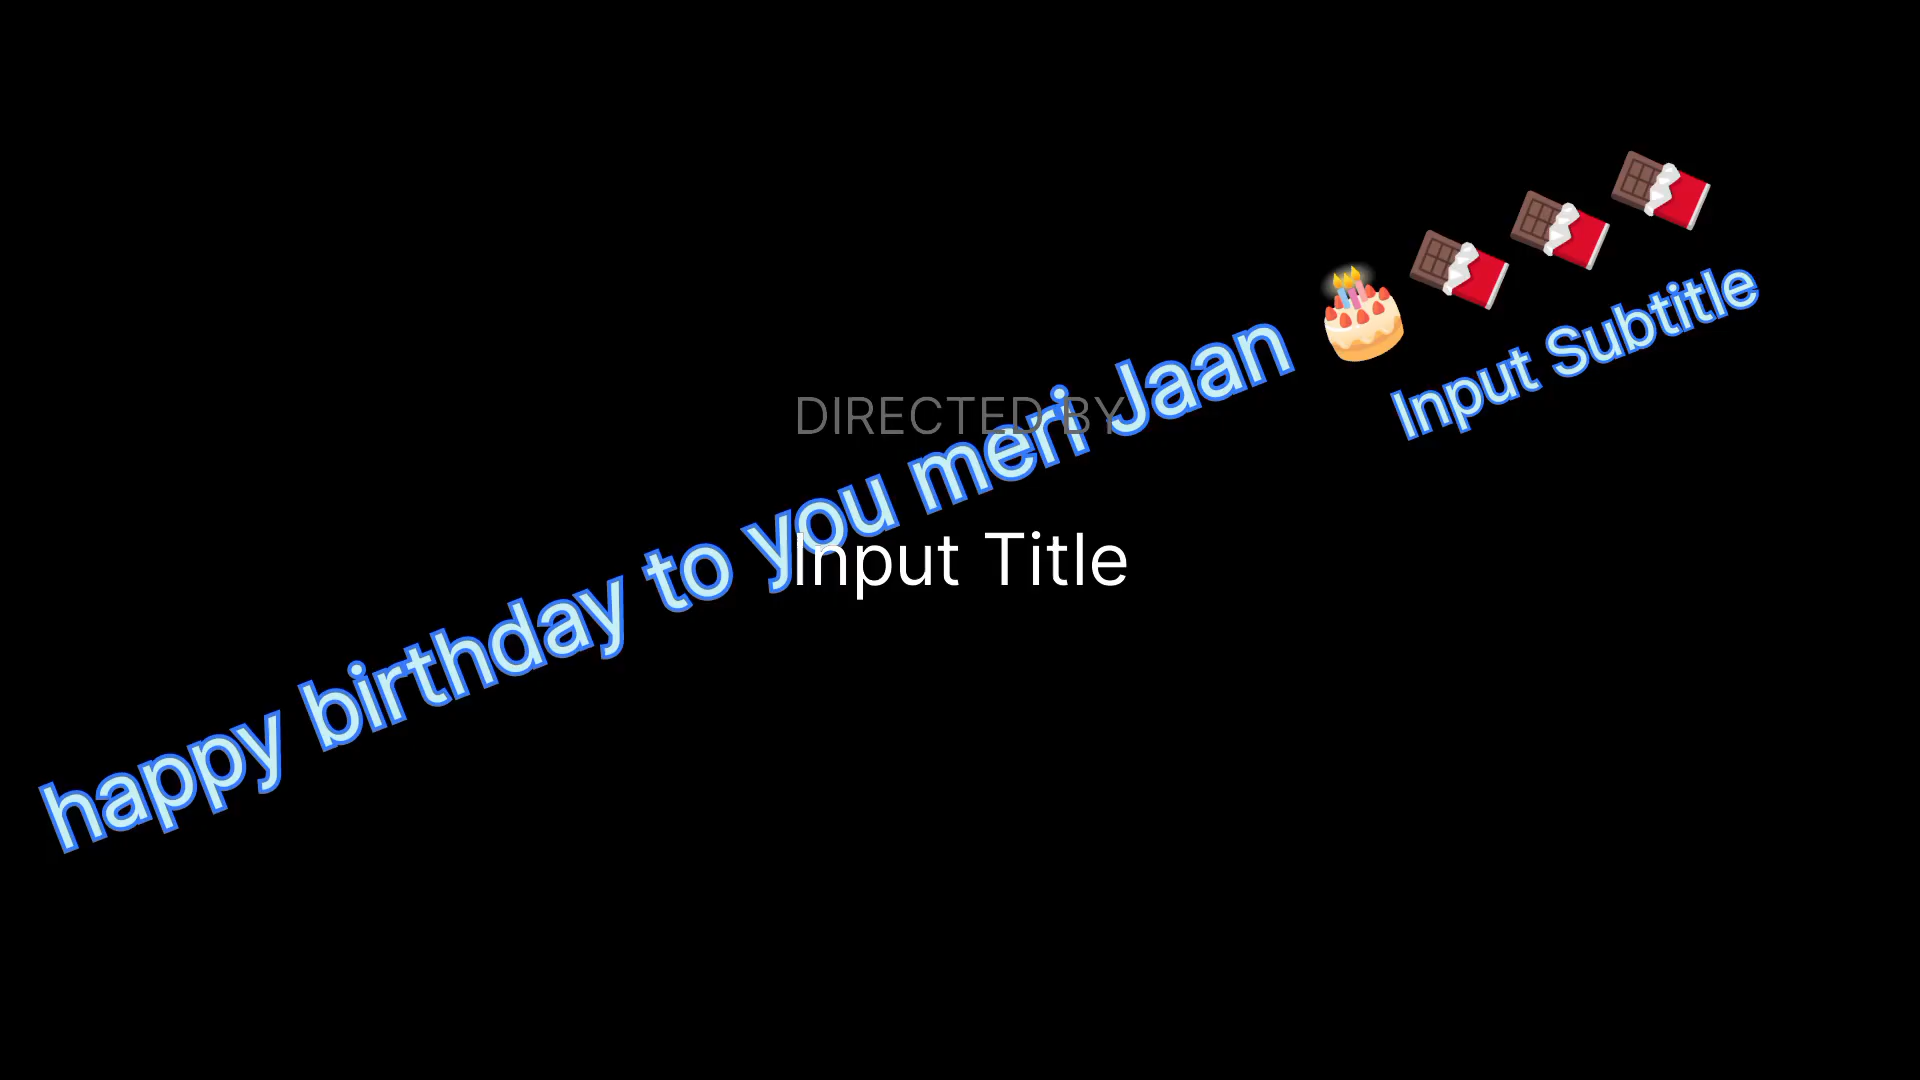 happy birthday to you meri Jaan 🎂🍫🍫🍫
Input Subtitle
DIRECTED BY
Input Title